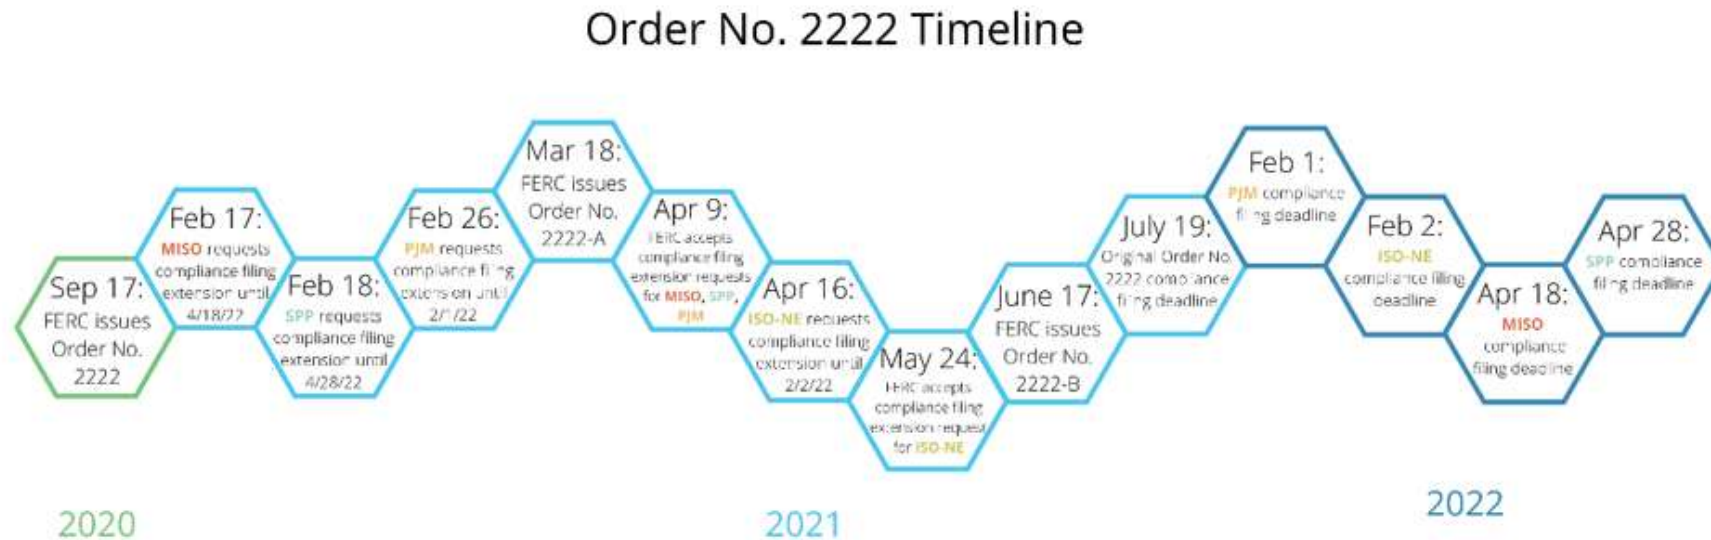 Order No. 2222 Timeline
Sep 17:
FERC issues
Order No.
2222
Feb 17:
MISO requests
compliance filing
extension until
4/18/22
Feb 18:
SPP requests
compliance filing
extension until
4/28/22
Feb 26:
PJM requests
compliance filing
extension until
2/1/22
Mar 18:
FERC issues
Order No.
2222-A
Apr 9:
FERC accepts
compliance filing
extension requests
for MISO, SPP,
PJM
Apr 16:
ISO-NE requests
compliance filing
extension until
2/2/22
May 24:
FERC accepts
compliance filing
extension request
for ISO-NE
June 17:
FERC issues
Order No.
2222-B
July 19:
Original Order No.
2222 compliance
filing deadline
Feb 1:
PJM compliance
filing deadline
Feb 2:
ISO-NE
compliance filing
deadline
Apr 18:
MISO
compliance
filing deadline
Apr 28:
SPP compliance
filing deadline
2020
2021
2022